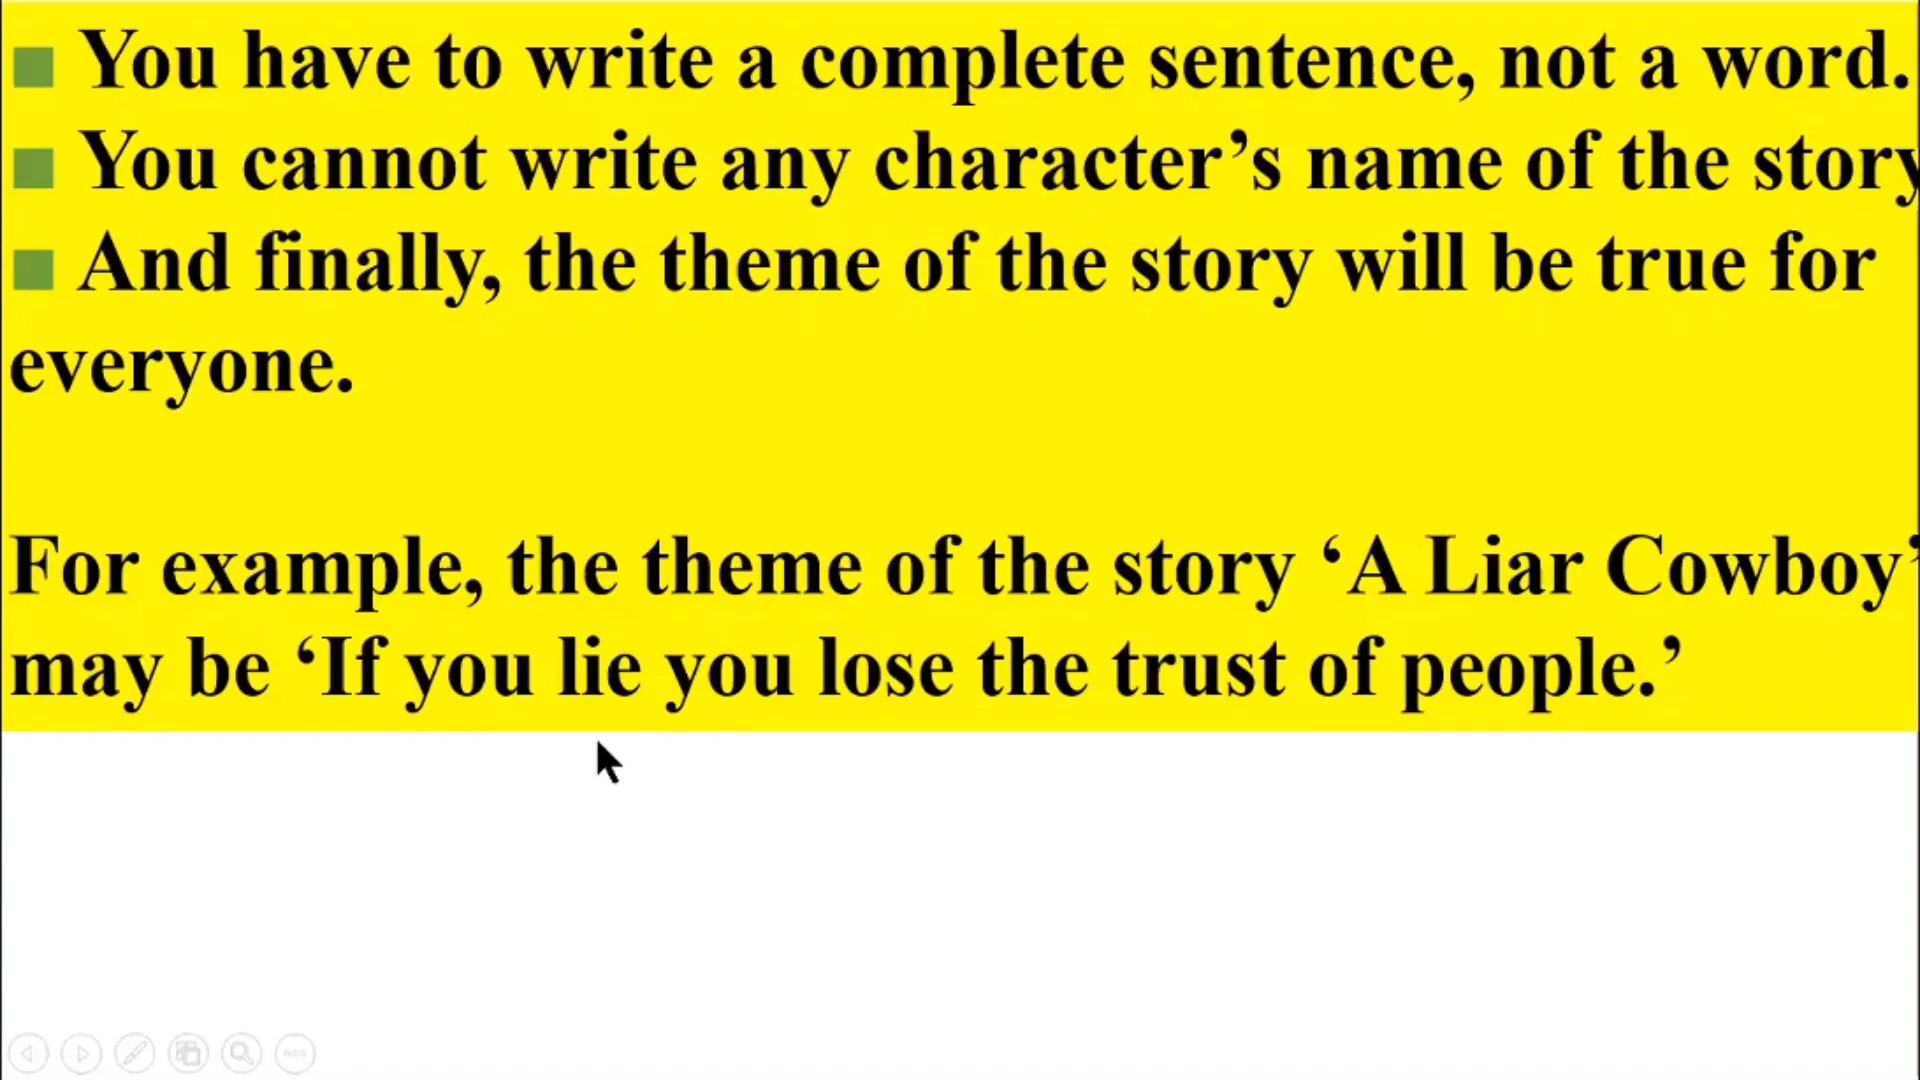 You have to write a complete sentence, not a word.
You cannot write any character’s name of the story
And finally, the theme of the story will be true for
everyone.
For example, the theme of the story ‘A Liar Cowboy’
may be ‘If you lie you lose the trust of people.’